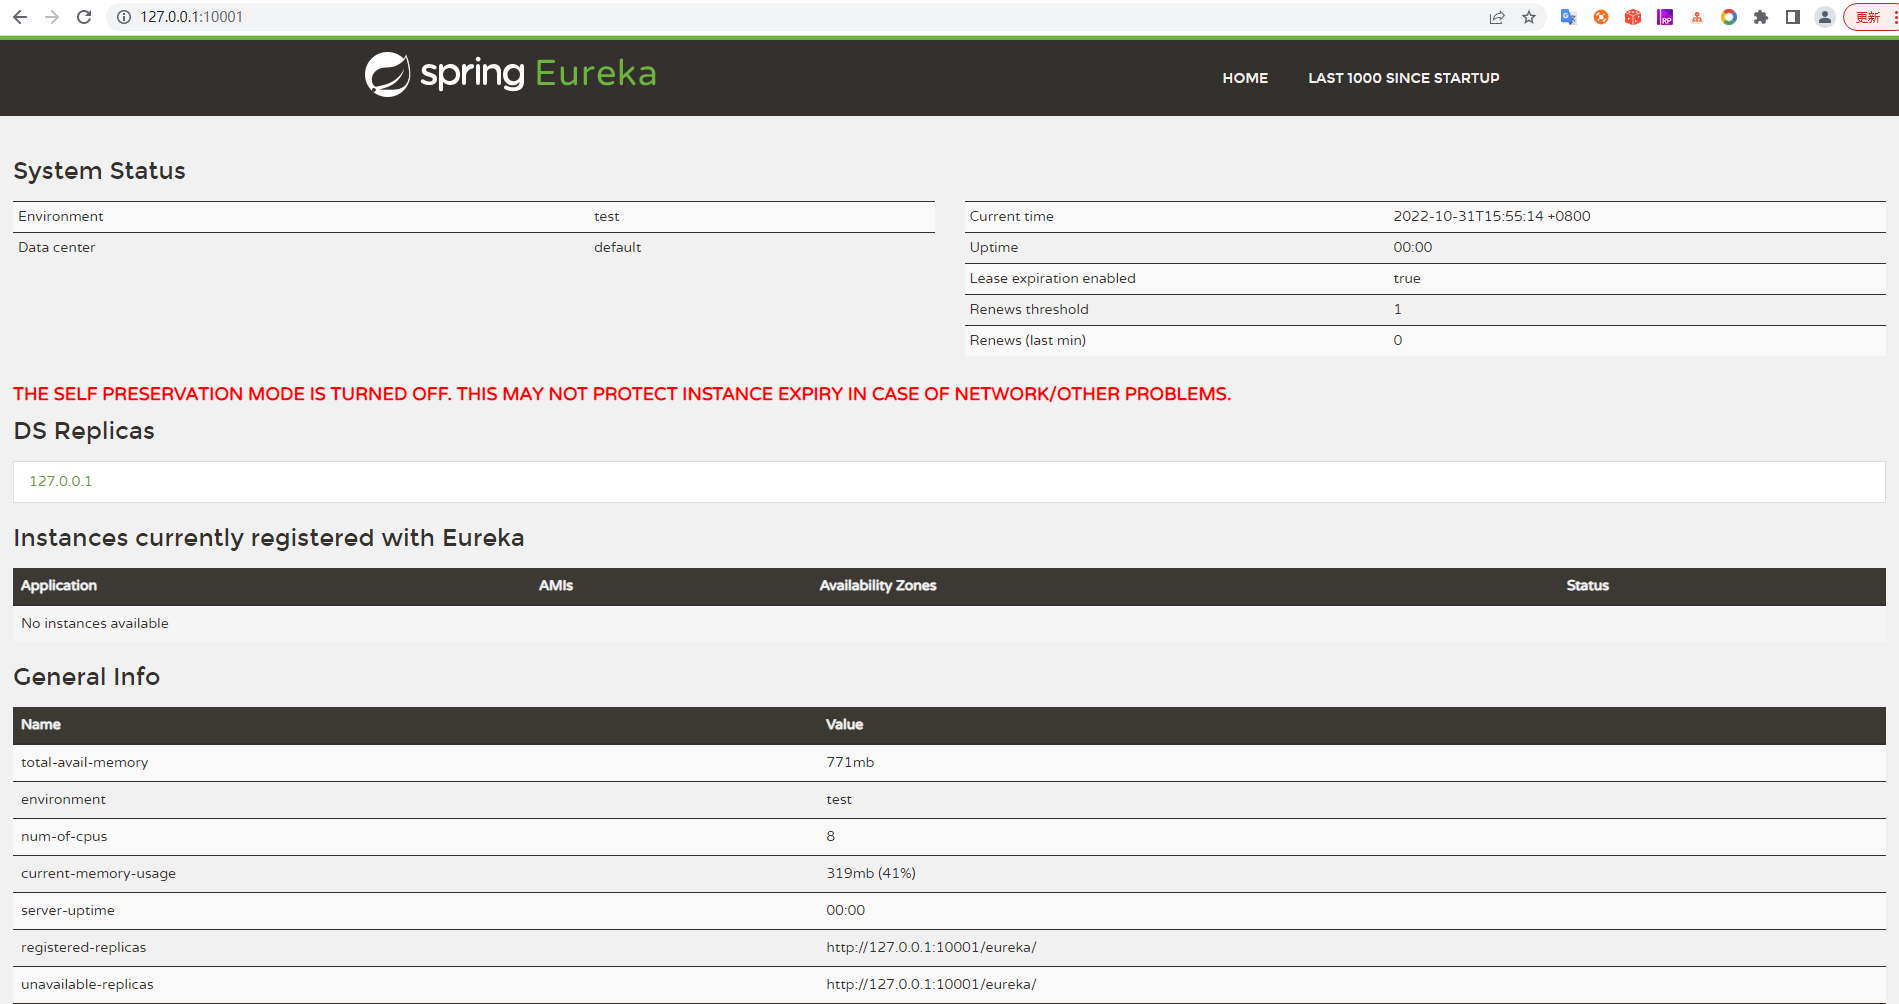 127.0.0.1:10001
更新
spring Eureka
HOME LAST 1000 SINCE STARTUP
System Status
Environment test
Data center default
Current time 2022-10-31T15:55:14 +0800
Uptime 00:00
Lease expiration enabled true
Renews threshold 1
Renews (last min) 0
THE SELF PRESERVATION MODE IS TURNED OFF. THIS MAY NOT PROTECT INSTANCE EXPIRY IN CASE OF NETWORK/OTHER PROBLEMS.
DS Replicas
127.0.0.1
Instances currently registered with Eureka
Application AMIs Availability Zones Status
No instances available
General Info
Name Value
total-avail-memory 771mb
environment test
num-of-cpus 8
current-memory-usage 319mb (41%)
server-uptime 00:00
registered-replicas http://127.0.0.1:10001/eureka/
unavailable-replicas http://127.0.0.1:10001/eureka/